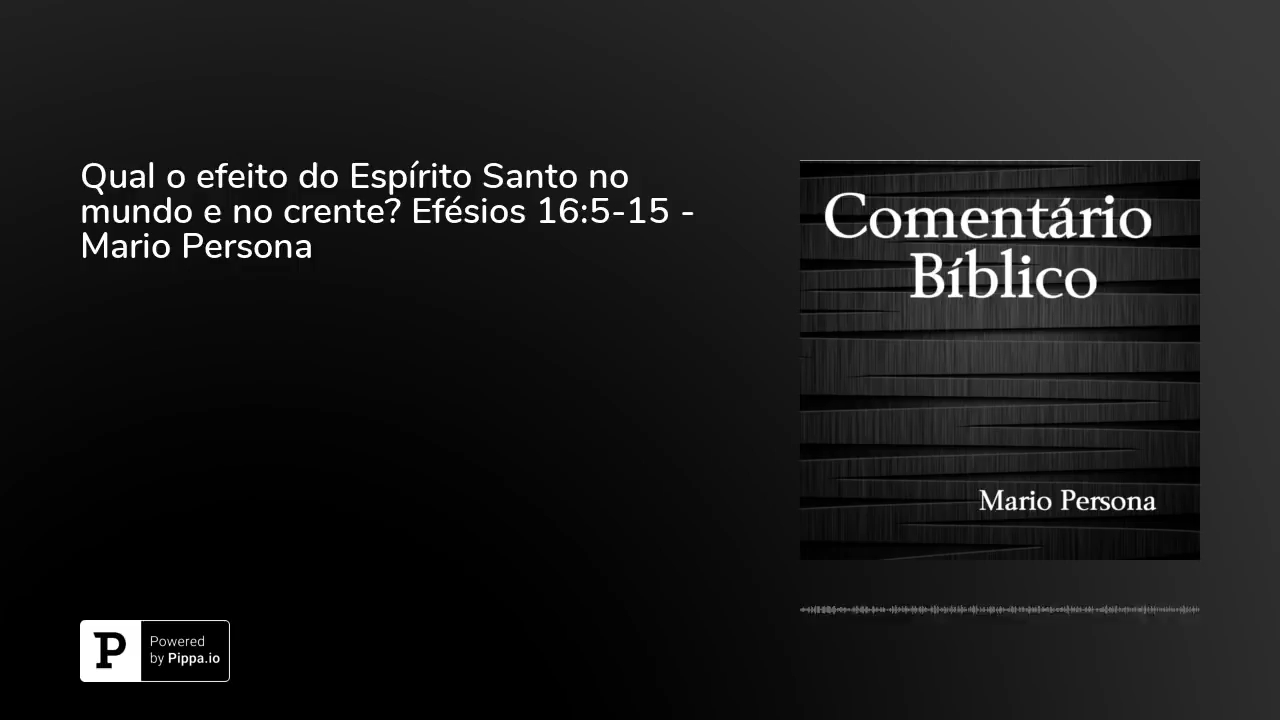 Qual o efeito do Espírito Santo no
mundo e no crente? Efésios 16:5-15 -
Mario Persona
Comentário
Bíblico
Mario Persona
P
Powered
by Pippa.io